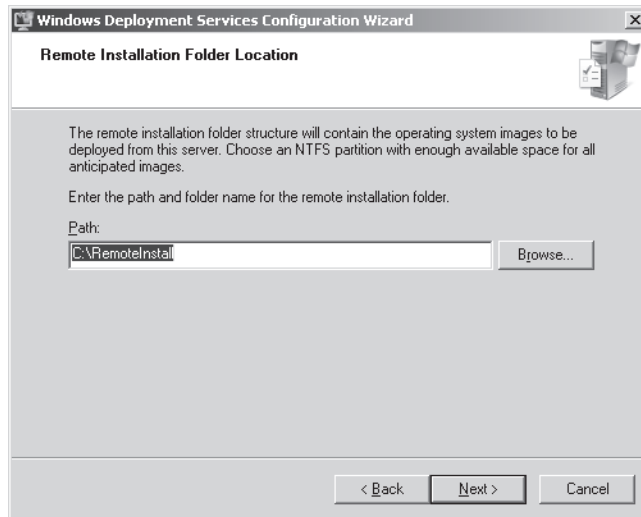 Windows Deployment Services Configuration Wizard
Remote Installation Folder Location
The remote installation folder structure will contain the operating system images to be
deployed from this server. Choose an NTFS partition with enough available space for all
anticipated images.
Enter the path and folder name for the remote installation folder.
Path:
C:\RemoteInstall
Browse...
< Back
Next >
Cancel